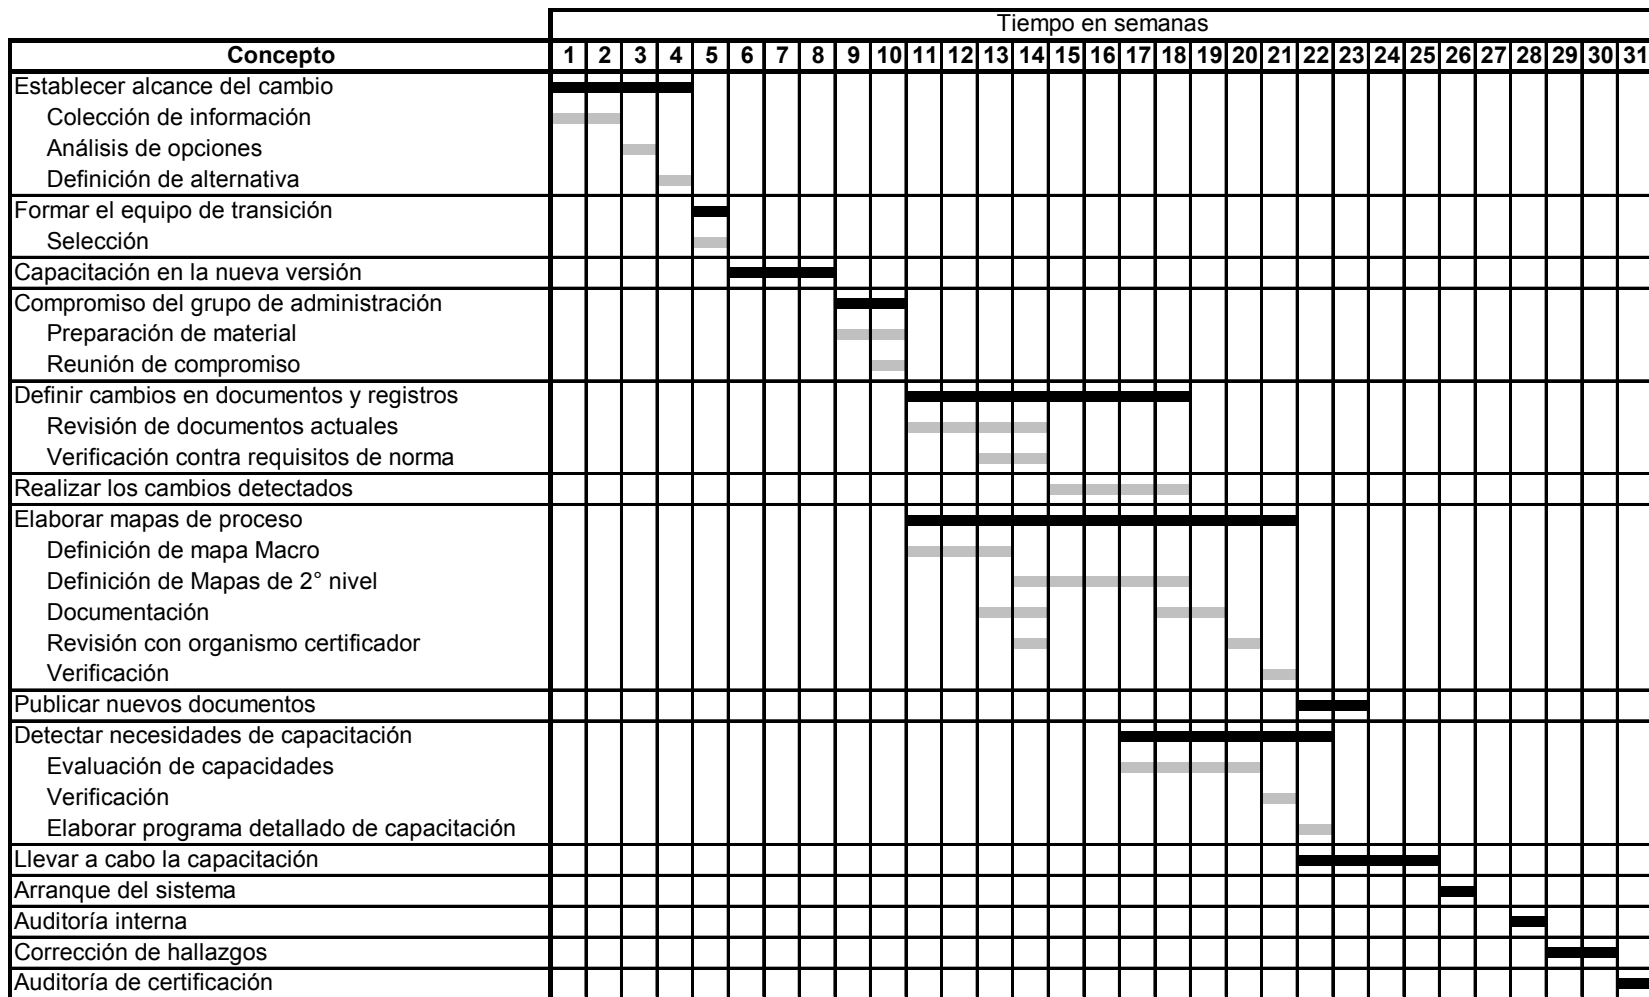 Tiempo en semanas
Concepto 1 2 3 4 5 6 7 8 9 10 11 12 13 14 15 16 17 18 19 20 21 22 23 24 25 26 27 28 29 30 31
Establecer alcance del cambio
Colección de información
Análisis de opciones
Definición de alternativa
Formar el equipo de transición
Selección
Capacitación en la nueva versión
Compromiso del grupo de administración
Preparación de material
Reunión de compromiso
Definir cambios en documentos y registros
Revisión de documentos actuales
Verificación contra requisitos de norma
Realizar los cambios detectados
Elaborar mapas de proceso
Definición de mapa Macro
Definición de Mapas de 2° nivel
Documentación
Revisión con organismo certificador
Verificación
Publicar nuevos documentos
Detectar necesidades de capacitación
Evaluación de capacidades
Verificación
Elaborar programa detallado de capacitación
Llevar a cabo la capacitación
Arranque del sistema
Auditoría interna
Corrección de hallazgos
Auditoría de certificación